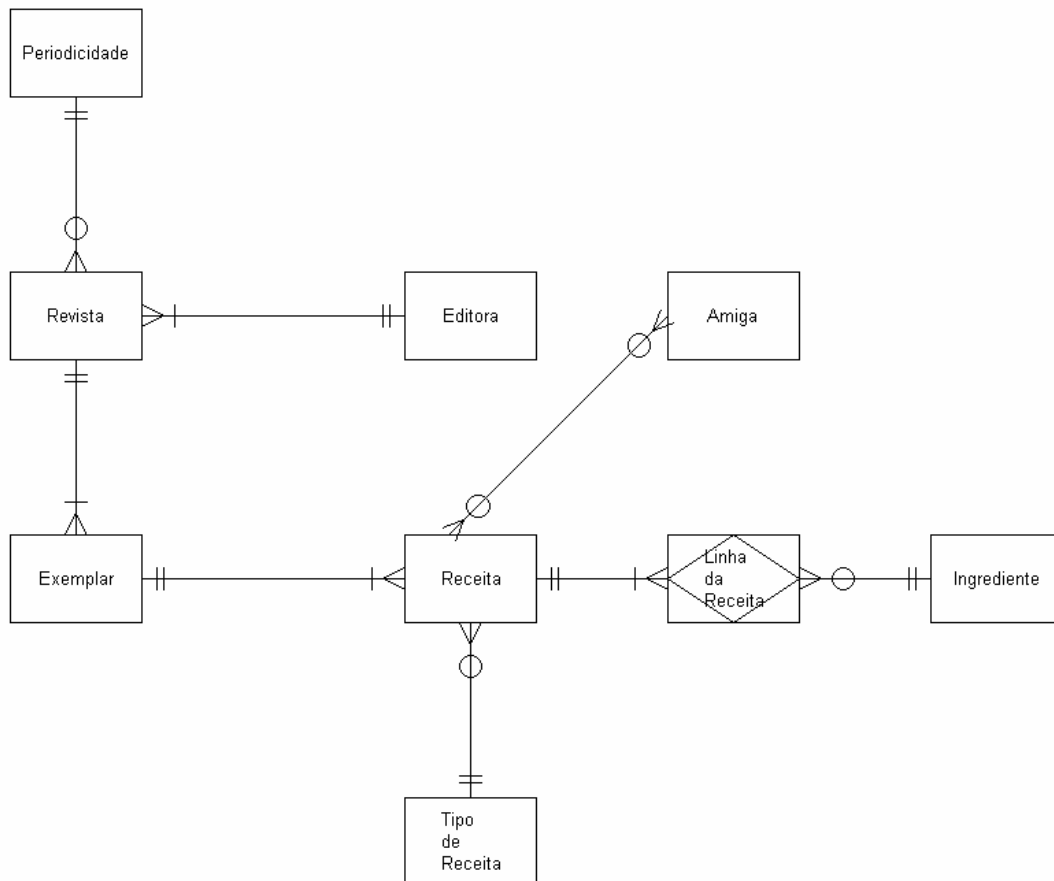 Periodicidade
Revista
Editora
Amiga
Exemplar
Receita
Linha
da
Receita
Ingrediente
Tipo
de
Receita